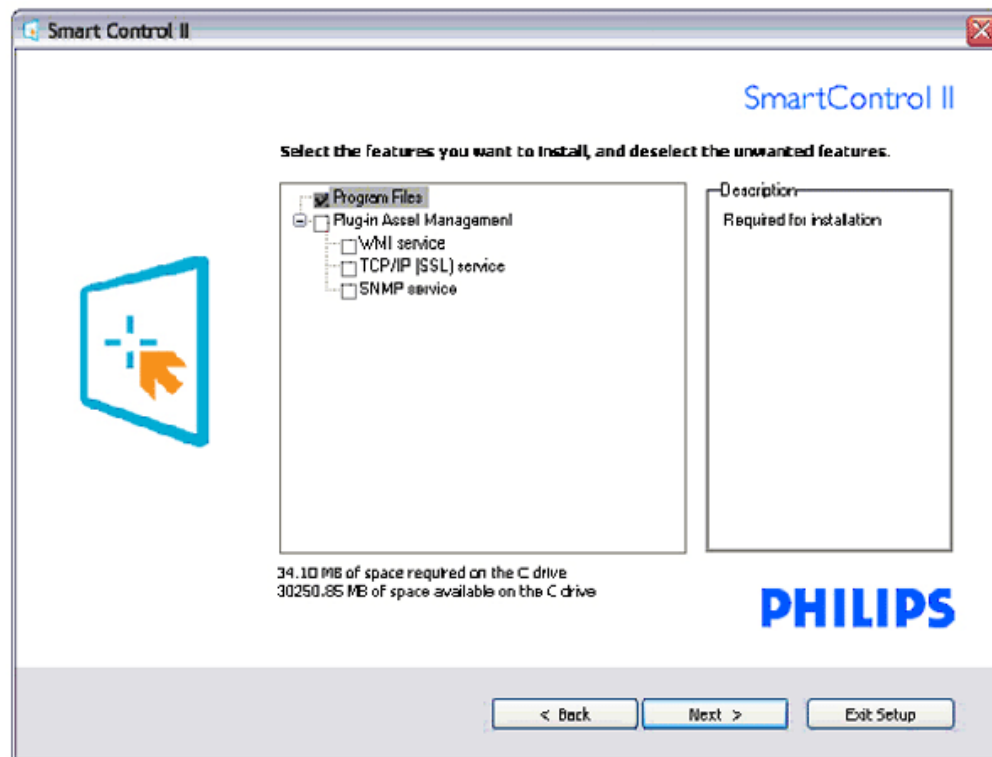 Smart Control II
SmartControl II
Select the features you want to install, and deselect the unwanted features.
Program Files
Plug-in Asset Management
WMI service
TCP/IP (SSL) service
SNMP service
Description
Required for installation
34.10 MB of space required on the C drive
30250.85 MB of space available on the C drive
PHILIPS
< Back
Next >
Exit Setup